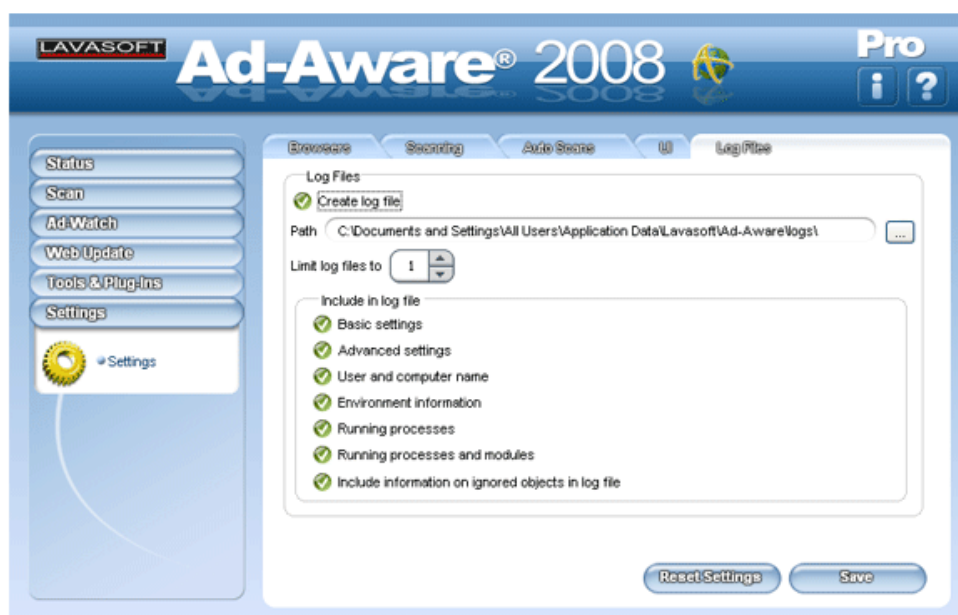 LAVASOFT
Ad-Aware® 2008
Pro
i ?
Browsers Scanning Auto Scans UI Log Files
Status
Scan
Ad-Watch
Web Update
Tools & Plug-Ins
Settings
Settings
Log Files
Create log file
Path C:\Documents and Settings\All Users\Application Data\Lavasoft\Ad-Aware\logs\ ...
Limit log files to 1
Include in log file
Basic settings
Advanced settings
User and computer name
Environment information
Running processes
Running processes and modules
Include information on ignored objects in log file
Reset Settings Save